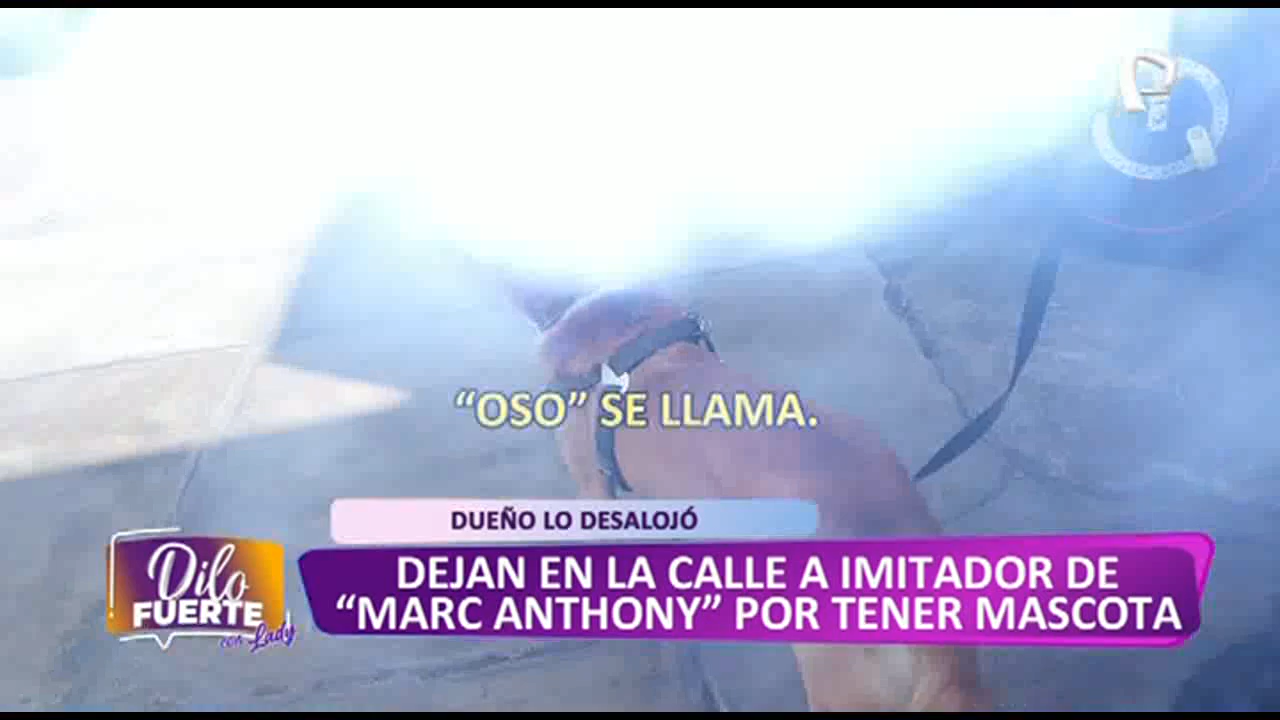 “OSO” SE LLAMA.
DUEÑO LO DESALOJÓ
Dilo
FUERTE
con Lady
DEJAN EN LA CALLE A IMITADOR DE
“MARC ANTHONY” POR TENER MASCOTA